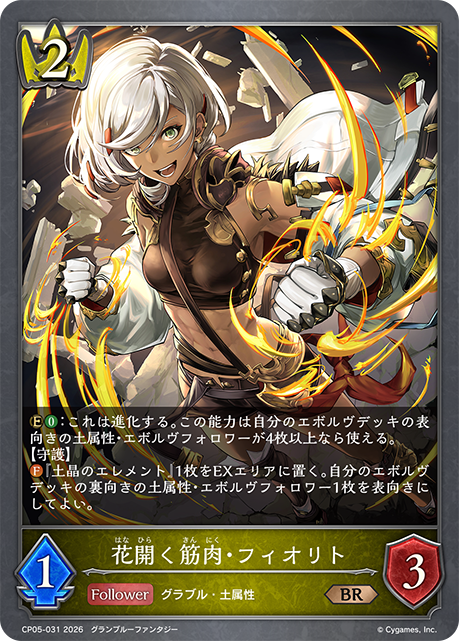 2
E 0：これは進化する。この能力は自分のエボルヴデッキの表
向きの土属性・エボルヴフォロワーが4枚以上なら使える。
【守護】
F 『土晶のエレメント』1枚をEXエリアに置く。自分のエボルヴ
デッキの裏向きの土属性・エボルヴフォロワー1枚を表向きに
してよい。
はな ひら きん にく
花開く筋肉・フィオリト
1
Follower グラブル・土属性 BR
3
CP05-031 2026 グランブルーファンタジー © Cygames, Inc.